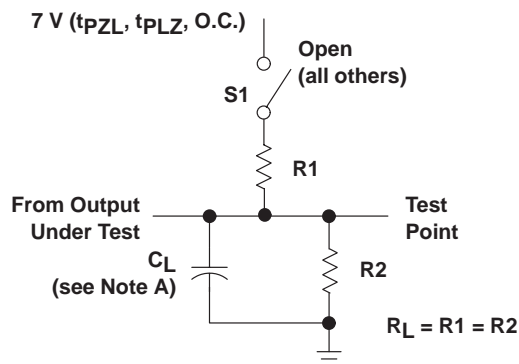 7 V (tPZL, tPLZ, O.C.)
Open
(all others)
S1
R1
From Output
Under Test
Test
Point
CL
(see Note A)
R2
RL = R1 = R2